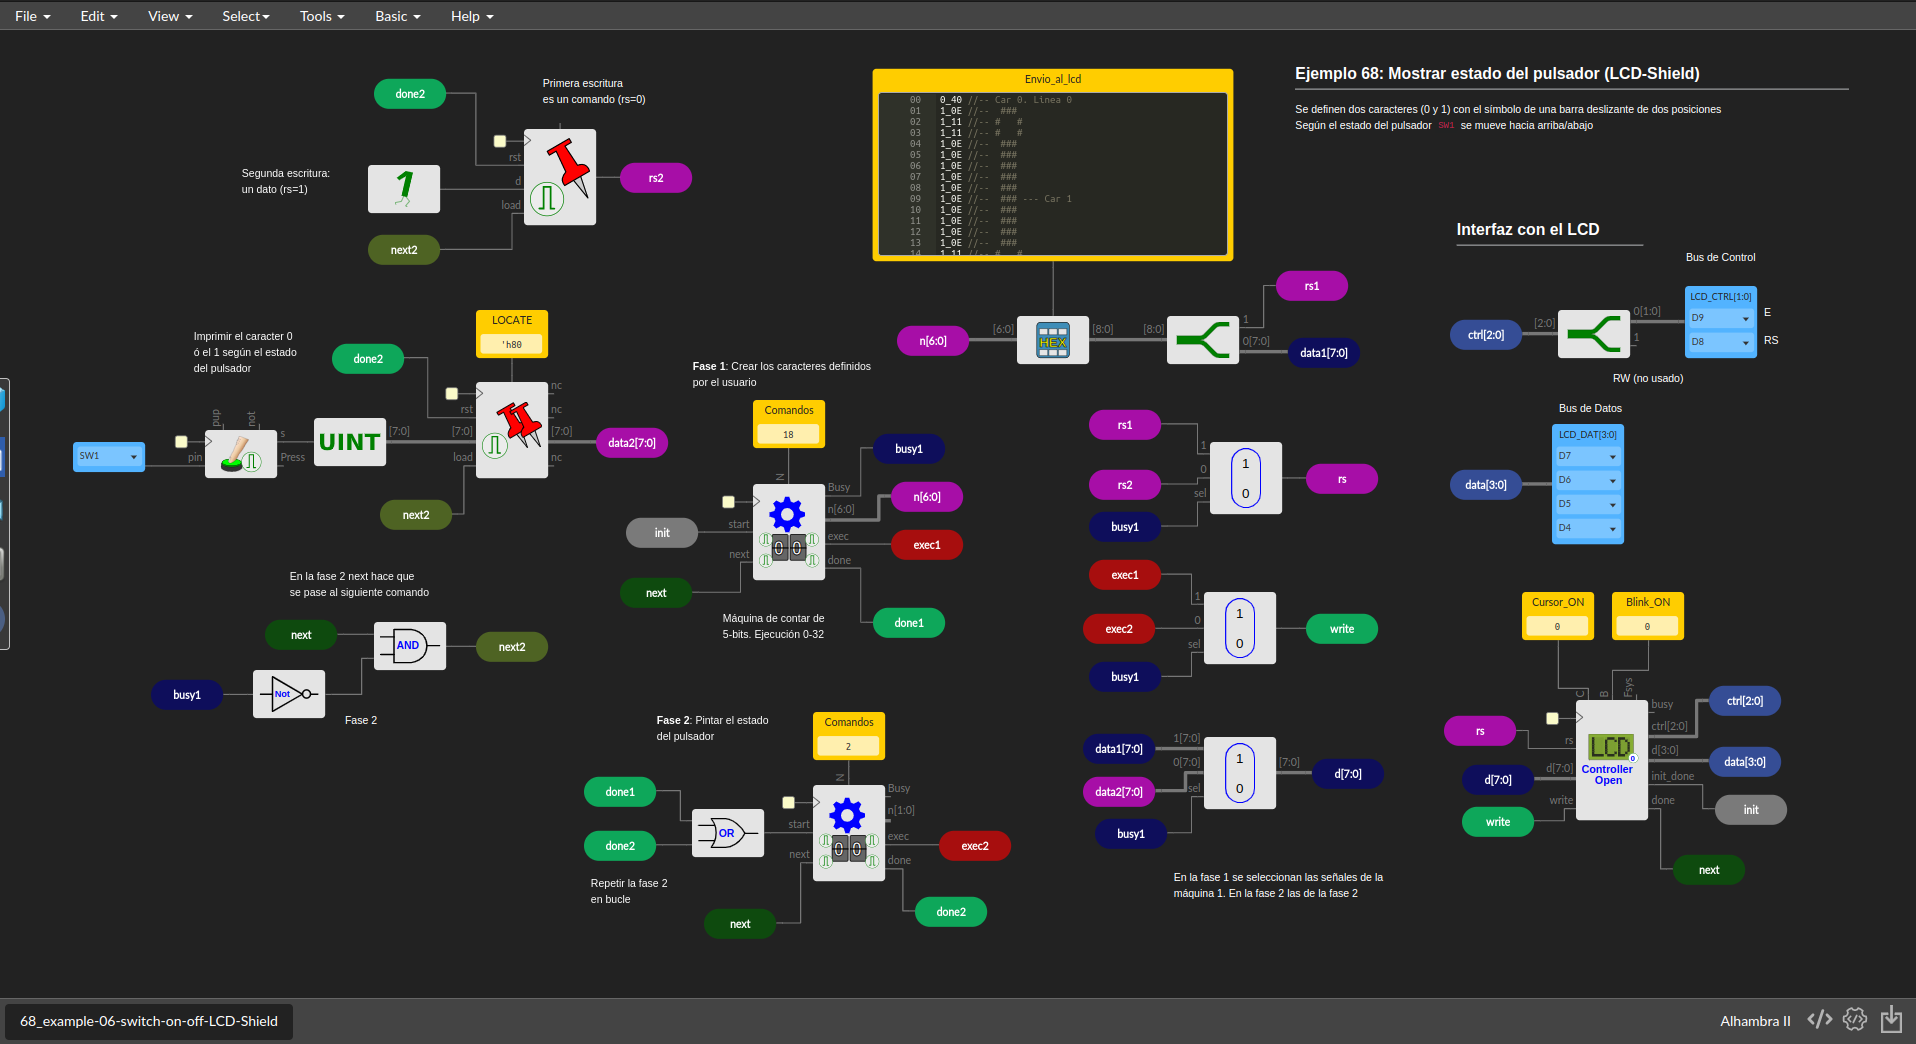 File Edit View Select Tools Basic Help
done2
Primera escritura
es un comando (rs=0)
rst
Segunda escritura:
un dato (rs=1)
1
d
load
rs2
next2
Envio_al_lcd
00 0_40 //-- Car 0. Linea 0
01 1_0E //-- ###
02 1_11 //-- # #
03 1_11 //-- # #
04 1_0E //-- ###
05 1_0E //-- ###
06 1_0E //-- ###
07 1_0E //-- ###
08 1_0E //-- ###
09 1_0E //-- ### --- Car 1
10 1_0E //-- ###
11 1_0E //-- ###
12 1_0E //-- ###
13 1_0E //-- ###
14 1_11 //-- # #
Ejemplo 68: Mostrar estado del pulsador (LCD-Shield)
Se definen dos caracteres (0 y 1) con el símbolo de una barra deslizante de dos posiciones
Según el estado del pulsador SW1 se mueve hacia arriba/abajo
Interfaz con el LCD
Bus de Control
ctrl[2:0]
[2:0]
0[1:0]
1
LCD_CTRL[1:0]
D9
E
D8
RS
RW (no usado)
Bus de Datos
data[3:0]
LCD_DAT[3:0]
D7
D6
D5
D4
n[6:0]
[6:0]
HEX
[8:0]
[8:0]
1
0[7:0]
rs1
data1[7:0]
Imprimir el caracter 0
ó el 1 según el estado
del pulsador
done2
LOCATE
'h80
SW1
pup
not
pin
s
Press
UINT
[7:0]
rst
[7:0]
load
nc
nc
[7:0]
nc
data2[7:0]
next2
Fase 1: Crear los caracteres definidos
por el usuario
Comandos
18
N
init
start
next
next
0 0
Busy
n[6:0]
exec
done
busy1
n[6:0]
exec1
done1
Máquina de contar de
5-bits. Ejecución 0-32
En la fase 2 next hace que
se pase al siguiente comando
next
AND
next2
busy1
Not
Fase 2
Fase 2: Pintar el estado
del pulsador
Comandos
2
N
done1
done2
OR
start
next
next
0 0
Busy
n[1:0]
exec
done
exec2
done2
Repetir la fase 2
en bucle
rs1
rs2
busy1
1
0
sel
1
0
rs
exec1
exec2
busy1
1
0
sel
1
0
write
data1[7:0]
data2[7:0]
busy1
1[7:0]
0[7:0]
sel
1
0
[7:0]
d[7:0]
En la fase 1 se seleccionan las señales de la
máquina 1. En la fase 2 las de la fase 2
Cursor_ON
0
Blink_ON
0
C
B
Fsys
rs
d[7:0]
write
rs
d[7:0]
write
LCD
0
Controller
Open
busy
ctrl[2:0]
d[3:0]
init_done
done
ctrl[2:0]
data[3:0]
init
next
68_example-06-switch-on-off-LCD-Shield
Alhambra II